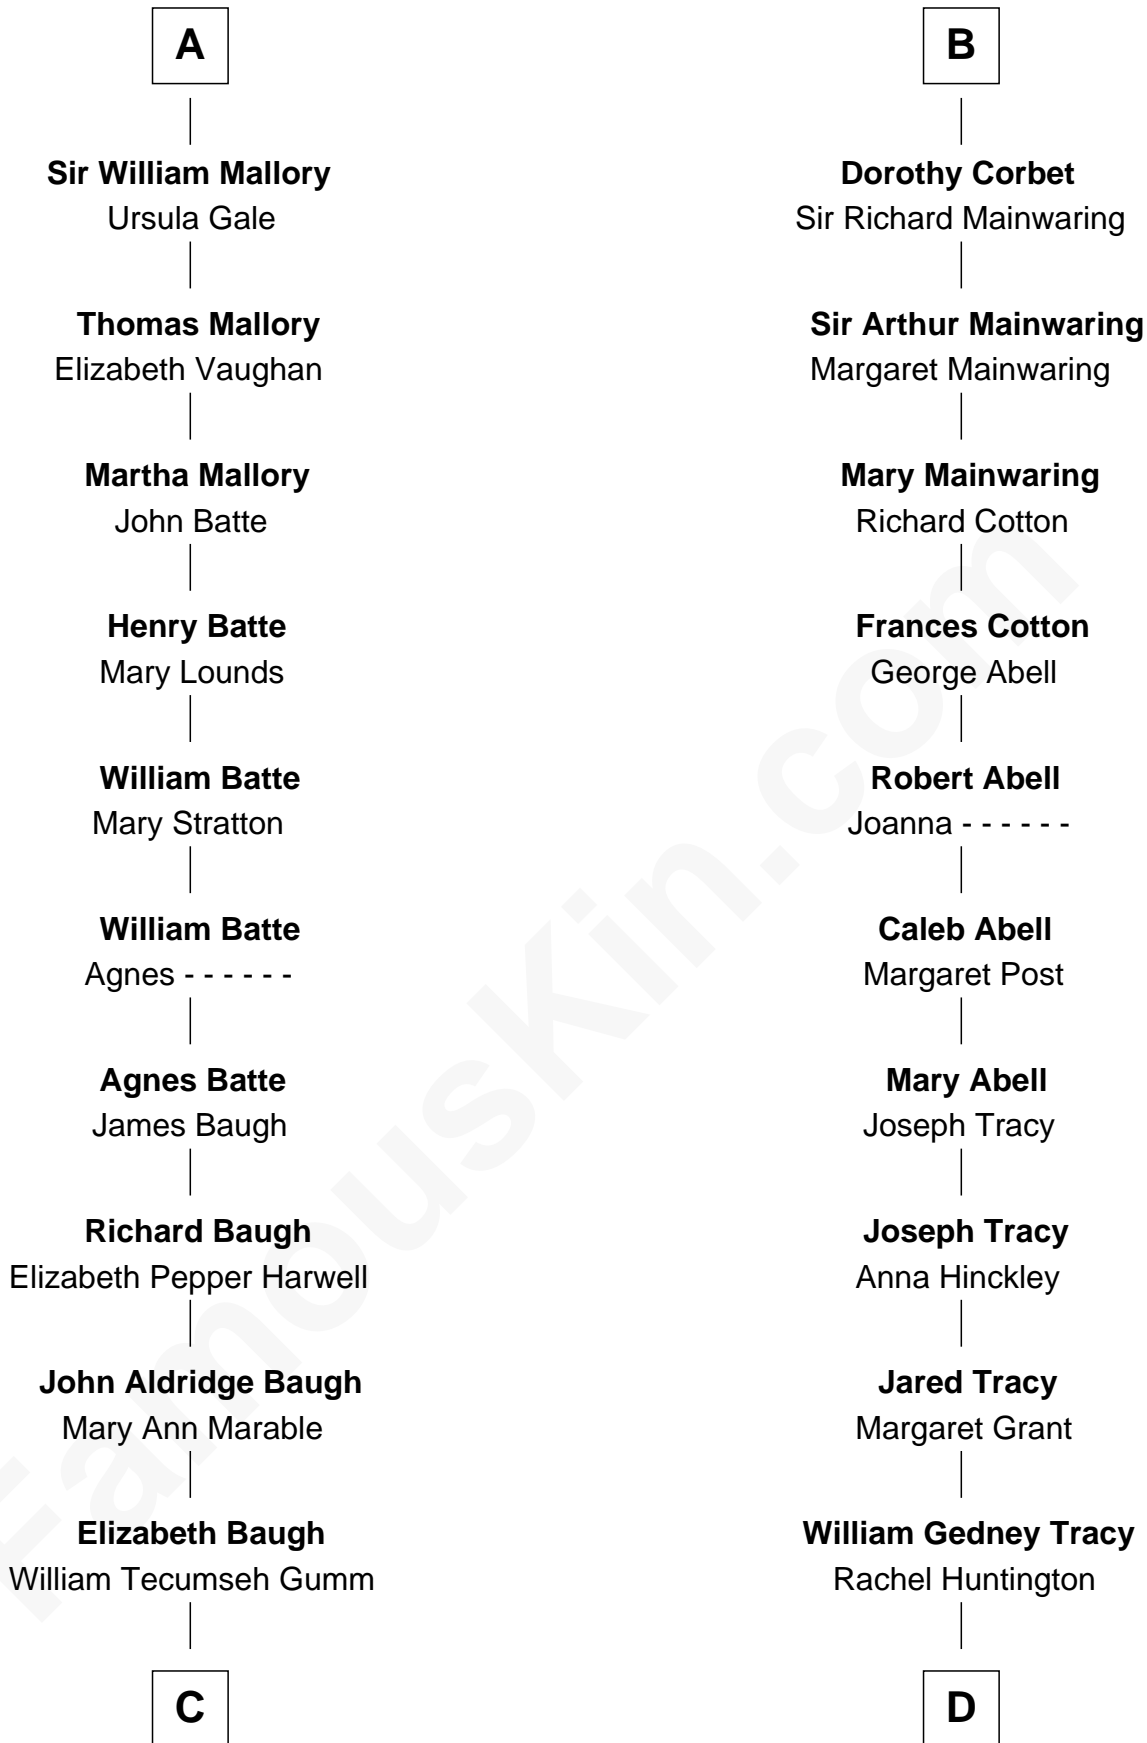 A
Sir William Mallory
Ursula Gale
Thomas Mallory
Elizabeth Vaughan
Martha Mallory
John Batte
Henry Batte
Mary Lounds
William Batte
Mary Stratton
William Batte
Agnes - - - - - -
Agnes Batte
James Baugh
Richard Baugh
Elizabeth Pepper Harwell
John Aldridge Baugh
Mary Ann Marable
Elizabeth Baugh
William Tecumseh Gumm
C
B
Dorothy Corbet
Sir Richard Mainwaring
Sir Arthur Mainwaring
Margaret Mainwaring
Mary Mainwaring
Richard Cotton
Frances Cotton
George Abell
Robert Abell
Joanna - - - - - -
Caleb Abell
Margaret Post
Mary Abell
Joseph Tracy
Joseph Tracy
Anna Hinckley
Jared Tracy
Margaret Grant
William Gedney Tracy
Rachel Huntington
D
FamousKin.com